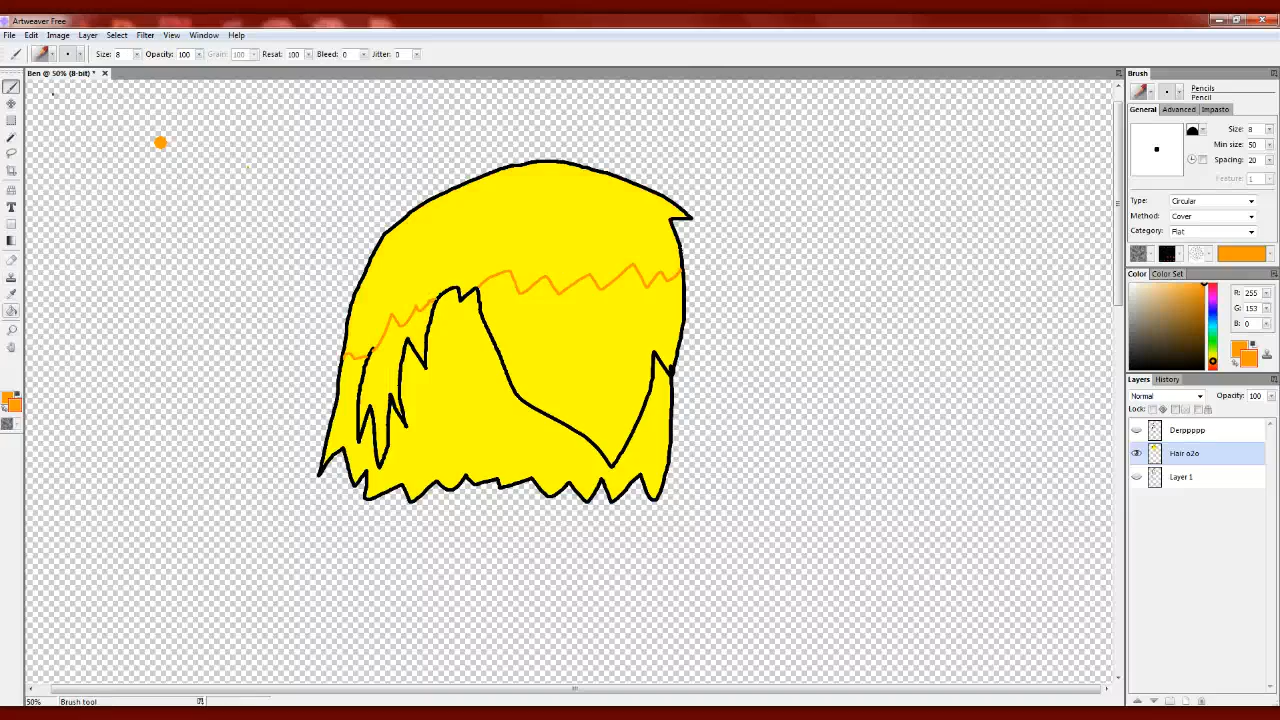 Artweaver Free
File Edit Image Layer Select Filter View Window Help
Size: 8 Opacity: 100 Grain: 100 Resat: 100 Bleed: 0 Jitter: 0
Ben @ 50% (8-bit) *
Brush
Pencils
Pencil
General Advanced Impasto
Size: 8
Min size: 50
Spacing: 20
Feature: 1
Type: Circular
Method: Cover
Category: Flat
Color Color Set
R: 255
G: 153
B: 0
Layers History
Normal Opacity: 100
Lock:
Derppppp
Hair o2o
Layer 1
50% Brush tool